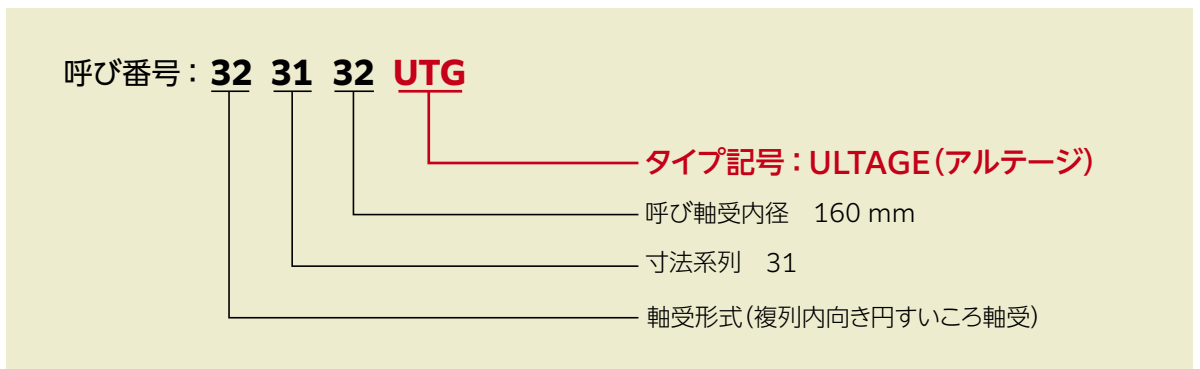 呼び番号：32 31 32 UTG
タイプ記号：ULTAGE（アルテージ）
呼び軸受内径　160 mm
寸法系列　31
軸受形式（複列内向き円すいころ軸受）